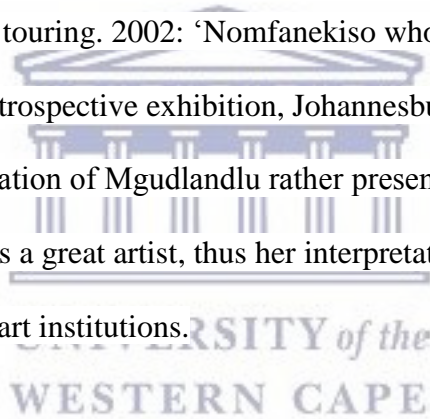 touring. 2002: ‘Nomfanekiso who
trospective exhibition, Johannesbu
ation of Mgudlandlu rather presen
s a great artist, thus her interpretat
art institutions.
UNIVERSITY of the
WESTERN CAPE